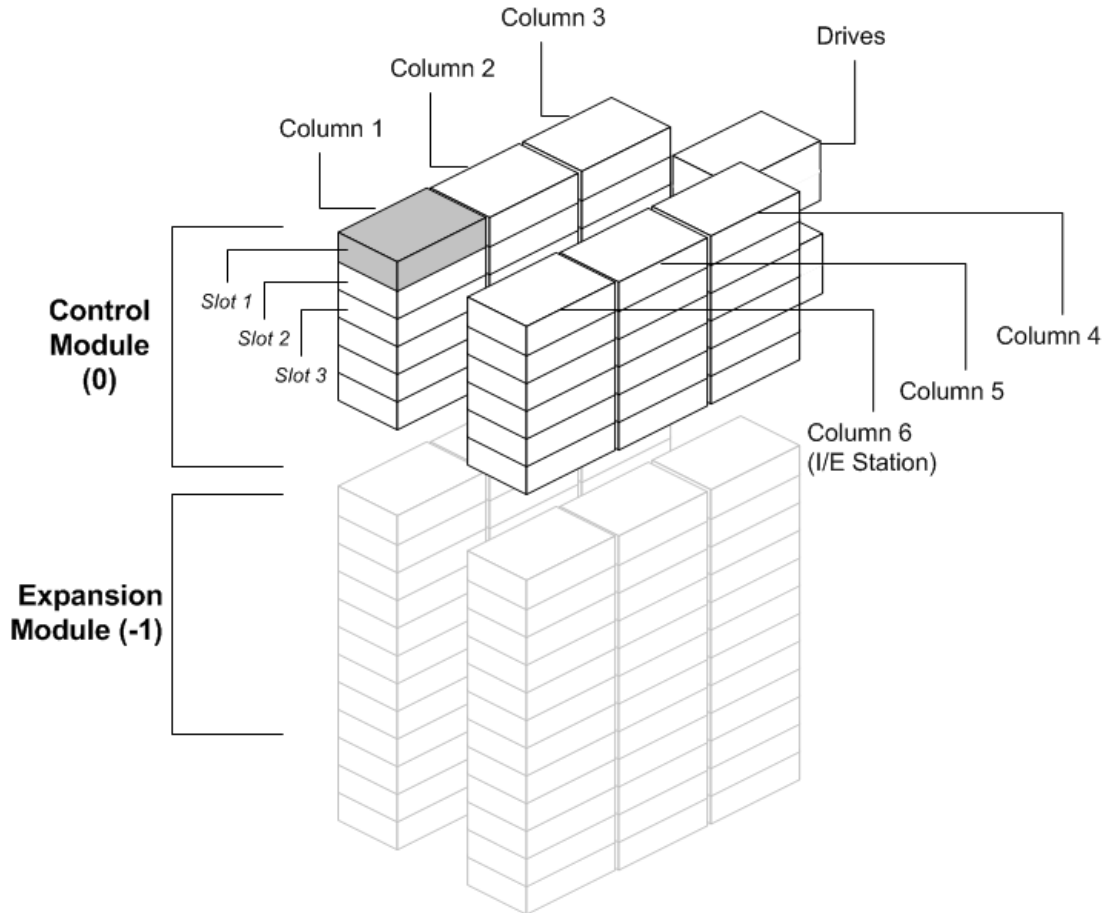 Column 3
Drives
Column 2
Column 1
Slot 1
Control
Module
(0)
Slot 2
Column 4
Slot 3
Column 5
Column 6
(I/E Station)
Expansion
Module (-1)